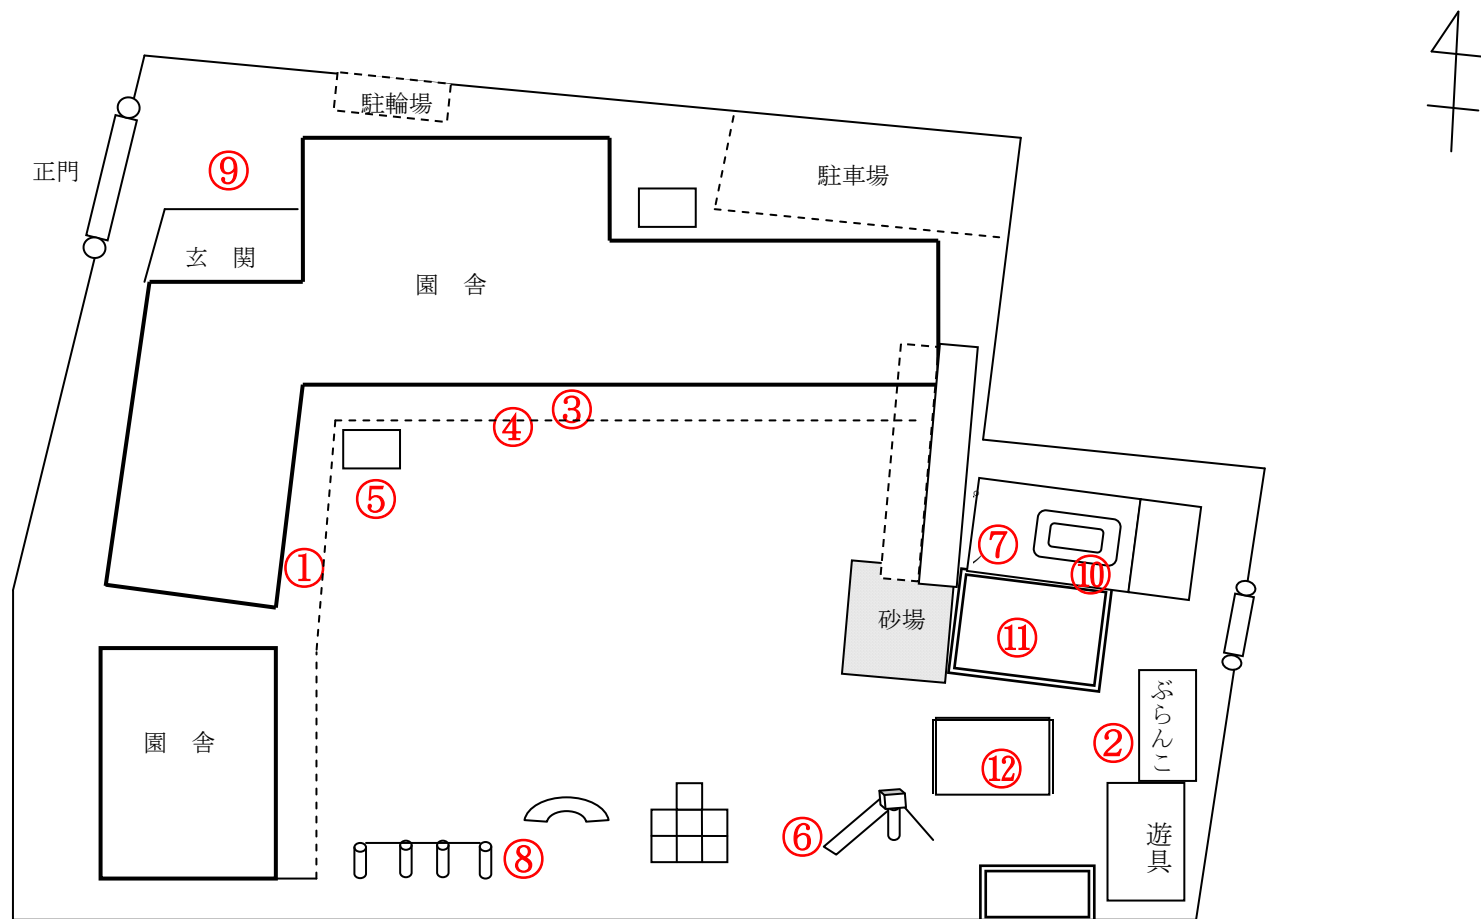 駐輪場
正門
⑨
駐車場
玄　関
園　舎
③
④
⑤
⑦
①
⑩
砂場
⑪
ぶらんこ
園　舎
②
⑫
⑥
遊具
⑧